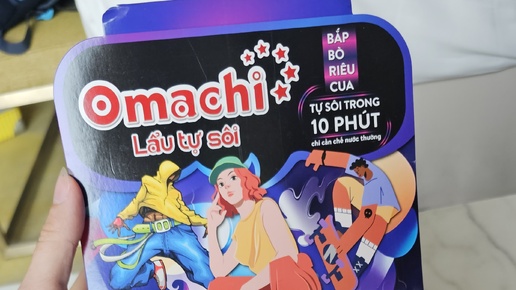 Omachi
Lẩu tự sôi
BẮP
BÒ
RIÊU
CUA
TỰ SÔI TRONG
10 PHÚT
chỉ cần chế nước thường